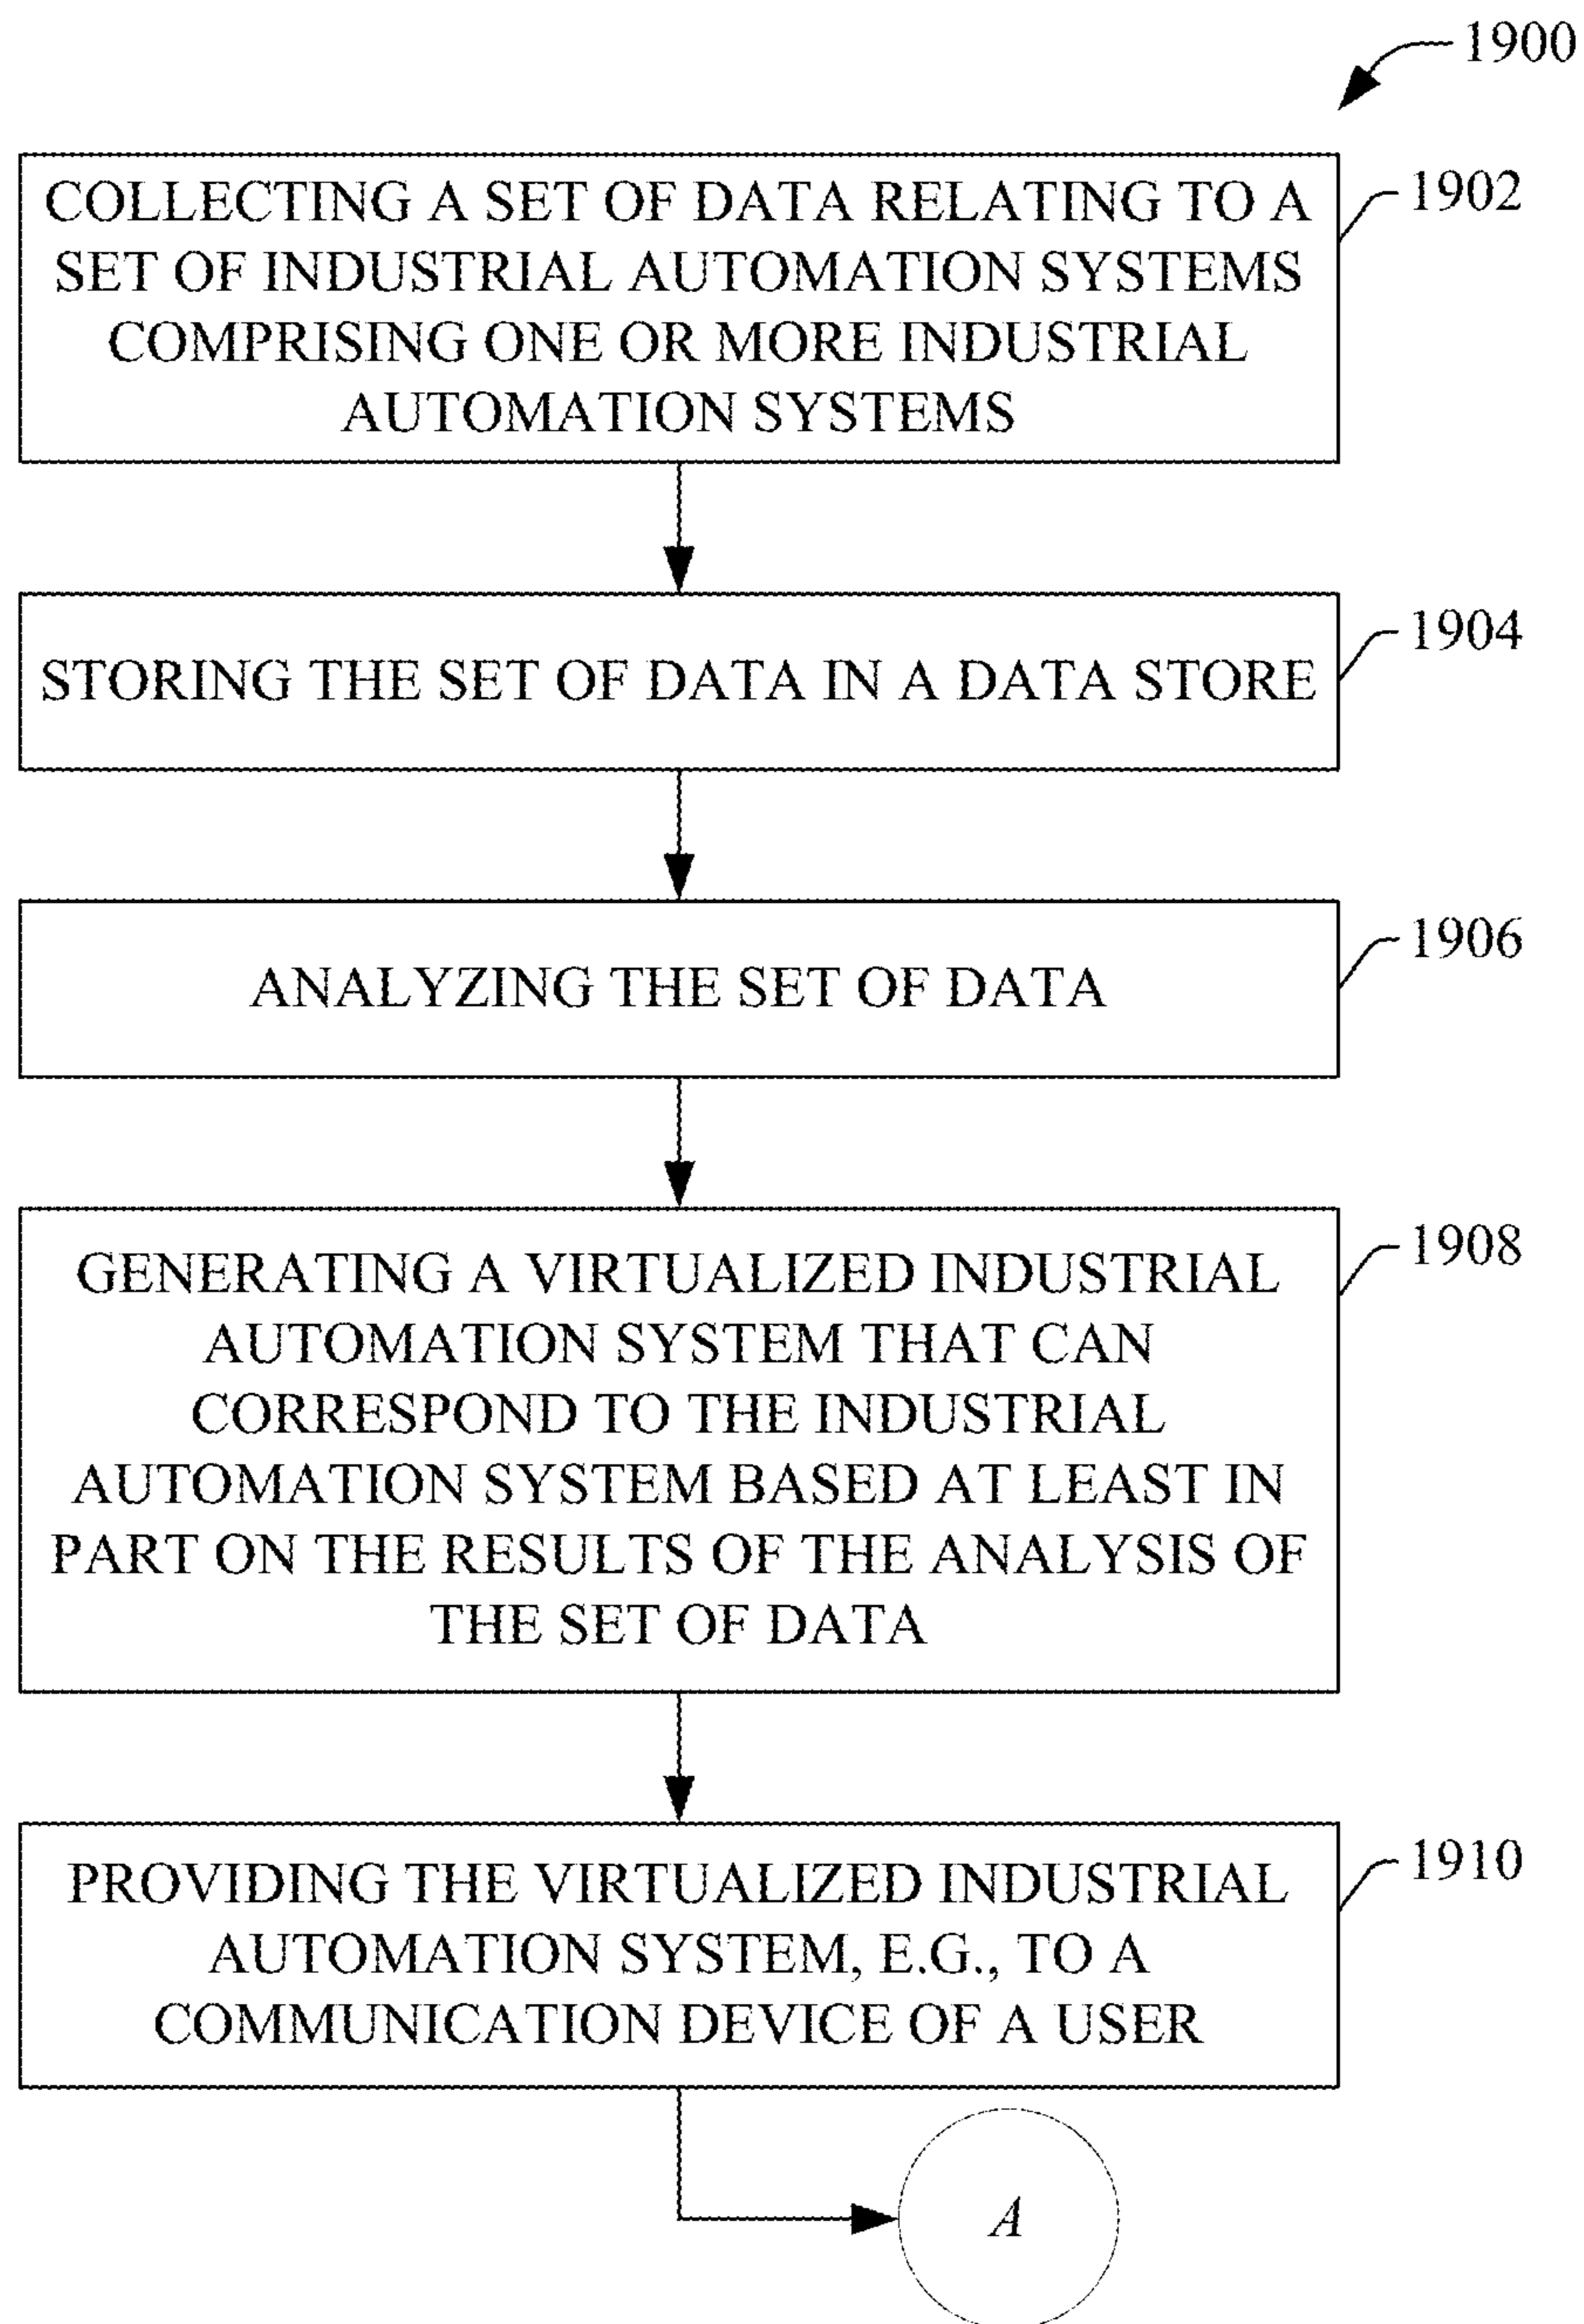 1900
COLLECTING A SET OF DATA RELATING TO A
SET OF INDUSTRIAL AUTOMATION SYSTEMS
COMPRISING ONE OR MORE INDUSTRIAL
AUTOMATION SYSTEMS
1902
STORING THE SET OF DATA IN A DATA STORE
1904
ANALYZING THE SET OF DATA
1906
GENERATING A VIRTUALIZED INDUSTRIAL
AUTOMATION SYSTEM THAT CAN
CORRESPOND TO THE INDUSTRIAL
AUTOMATION SYSTEM BASED AT LEAST IN
PART ON THE RESULTS OF THE ANALYSIS OF
THE SET OF DATA
1908
PROVIDING THE VIRTUALIZED INDUSTRIAL
AUTOMATION SYSTEM, E.G., TO A
COMMUNICATION DEVICE OF A USER
1910
A